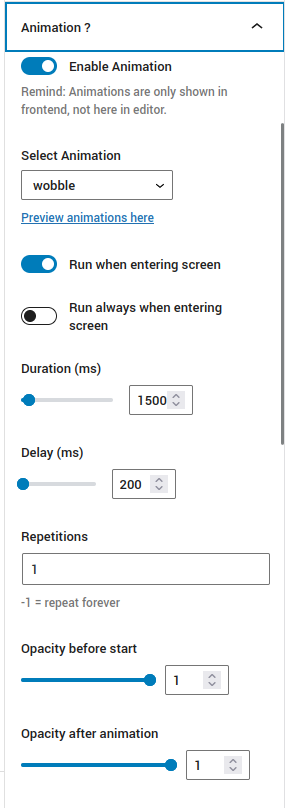 Animation ?
Enable Animation
Remind: Animations are only shown in
frontend, not here in editor.
Select Animation
wobble
Preview animations here
Run when entering screen
Run always when entering
screen
Duration (ms)
1500
Delay (ms)
200
Repetitions
1
-1 = repeat forever
Opacity before start
1
Opacity after animation
1